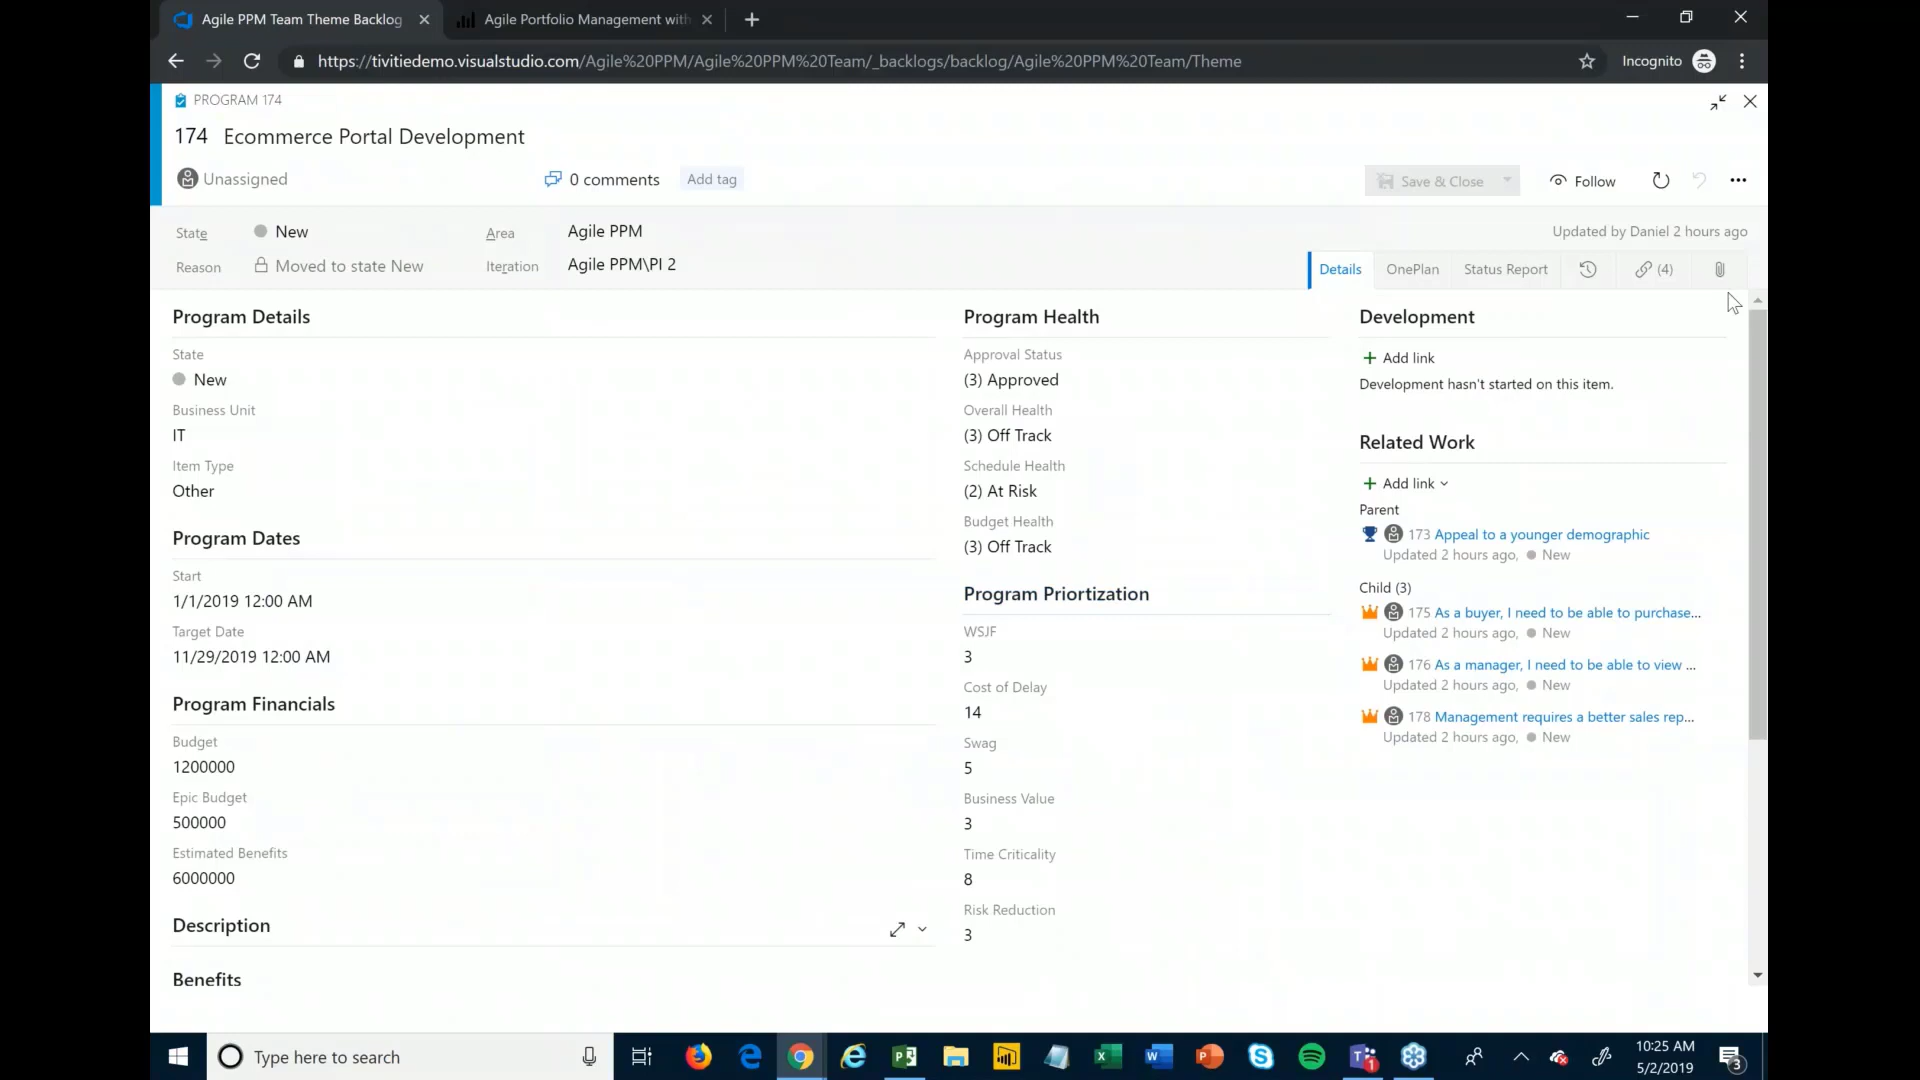 Agile PPM Team Theme Backlog
Agile Portfolio Management with
https://tivitiedemo.visualstudio.com/Agile%20PPM/Agile%20PPM%20Team/_backlogs/backlog/Agile%20PPM%20Team/Theme
Incognito
PROGRAM 174
174 Ecommerce Portal Development
Unassigned
0 comments
Add tag
Save & Close
Follow
State
New
Area
Agile PPM
Updated by Daniel 2 hours ago
Reason
Moved to state New
Iteration
Agile PPM\PI 2
Details
OnePlan
Status Report
(4)
Program Details
State
New
Business Unit
IT
Item Type
Other
Program Dates
Start
1/1/2019 12:00 AM
Target Date
11/29/2019 12:00 AM
Program Financials
Budget
1200000
Epic Budget
500000
Estimated Benefits
6000000
Description
Benefits
Program Health
Approval Status
(3) Approved
Overall Health
(3) Off Track
Schedule Health
(2) At Risk
Budget Health
(3) Off Track
Program Priortization
WSJF
3
Cost of Delay
14
Swag
5
Business Value
3
Time Criticality
8
Risk Reduction
3
Development
Add link
Development hasn't started on this item.
Related Work
Add link
Parent
173 Appeal to a younger demographic
Updated 2 hours ago, New
Child (3)
175 As a buyer, I need to be able to purchase...
Updated 2 hours ago, New
176 As a manager, I need to be able to view ...
Updated 2 hours ago, New
178 Management requires a better sales rep...
Updated 2 hours ago, New
Type here to search
10:25 AM
5/2/2019
1
3